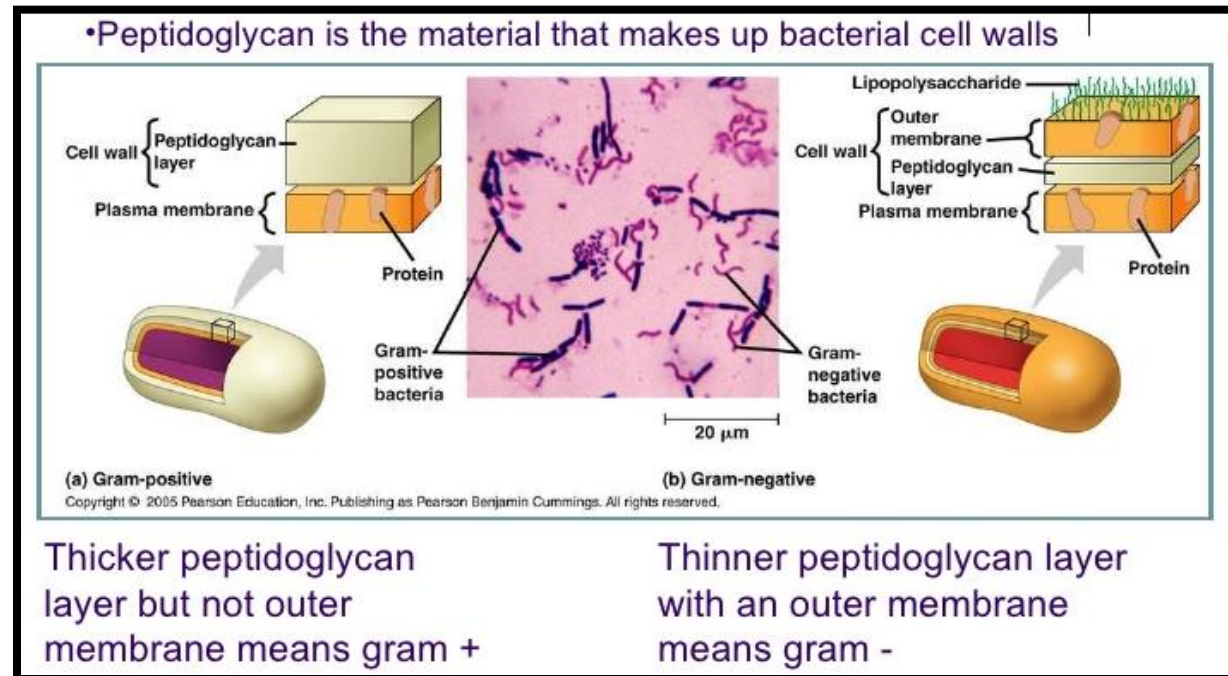 •Peptidoglycan is the material that makes up bacterial cell walls
Cell wall
Peptidoglycan
layer
Plasma membrane
Protein
Gram-
positive
bacteria
Lipopolysaccharide
Outer
membrane
Cell wall
Peptidoglycan
layer
Plasma membrane
Protein
Gram-
negative
bacteria
20 μm
(a) Gram-positive
(b) Gram-negative
Copyright © 2005 Pearson Education, Inc. Publishing as Pearson Benjamin Cummings. All rights reserved.
Thicker peptidoglycan
layer but not outer
membrane means gram +
Thinner peptidoglycan layer
with an outer membrane
means gram -